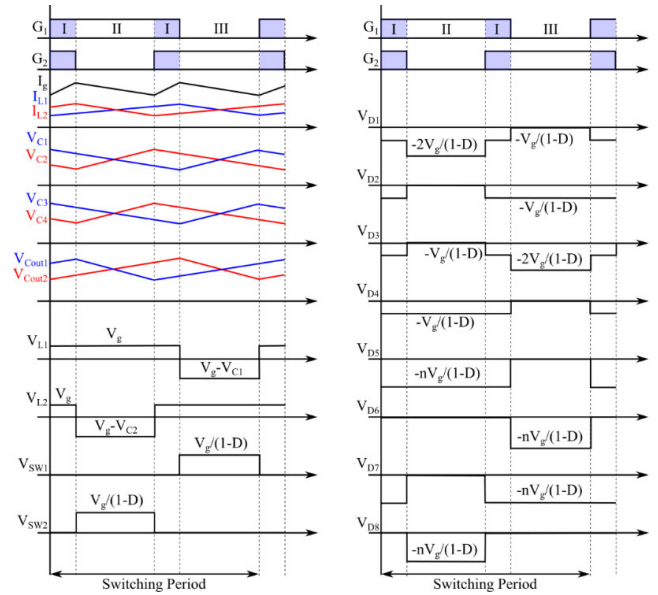 G1 I II I III
G2
Ig
IL1
IL2
VC1
VC2
VC3
VC4
VCout1
VCout2
VL1 Vg
Vg-VC1
VL2 Vg
Vg-VC2
VSW1 Vg/(1-D)
VSW2 Vg/(1-D)
Switching Period
G1 I II I III
G2
VD1
-2Vg/(1-D) -Vg/(1-D)
VD2
-Vg/(1-D)
VD3
-Vg/(1-D) -2Vg/(1-D)
VD4
-Vg/(1-D)
VD5
-nVg/(1-D)
VD6
-nVg/(1-D)
VD7
-nVg/(1-D)
VD8
-nVg/(1-D)
Switching Period